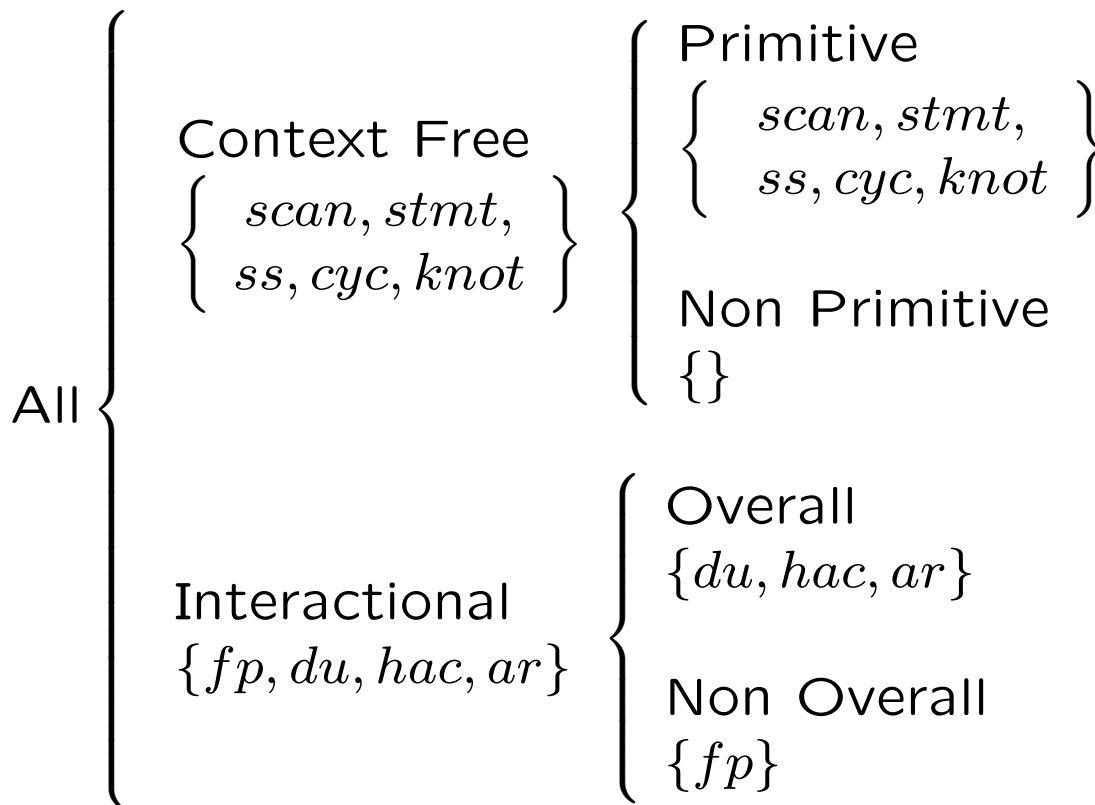 All
Context Free
{ scan, stmt,
ss, cyc, knot }
Primitive
{ scan, stmt,
ss, cyc, knot }
Non Primitive
{}
Interactional
{fp, du, hac, ar}
Overall
{du, hac, ar}
Non Overall
{fp}